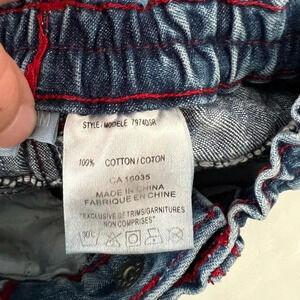 STYLE/MODELE 7974DSR
100% COTTON/COTON
CA 16035
MADE IN CHINA
FABRIQUE EN CHINE
"EXCLUSIVE OF TRIMS/GARNITURES
NON COMPRISES"